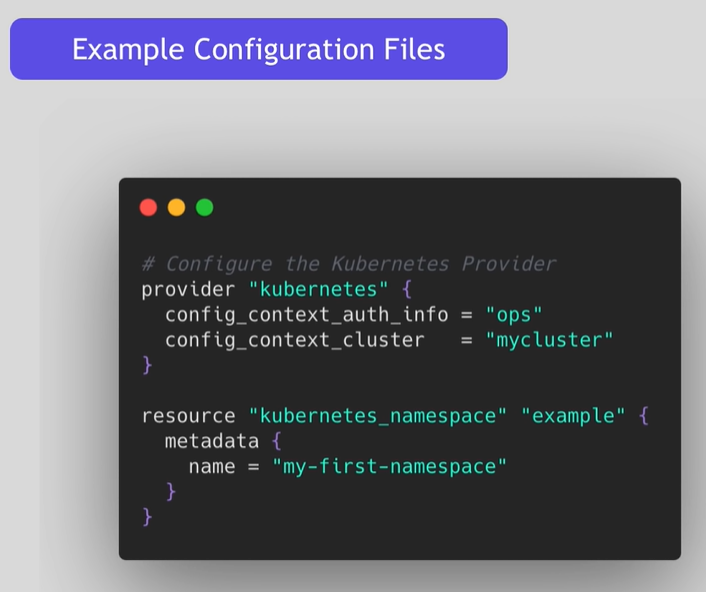 Example Configuration Files
# Configure the Kubernetes Provider
provider "kubernetes" {
  config_context_auth_info = "ops"
  config_context_cluster   = "mycluster"
}
resource "kubernetes_namespace" "example" {
  metadata {
    name = "my-first-namespace"
  }
}